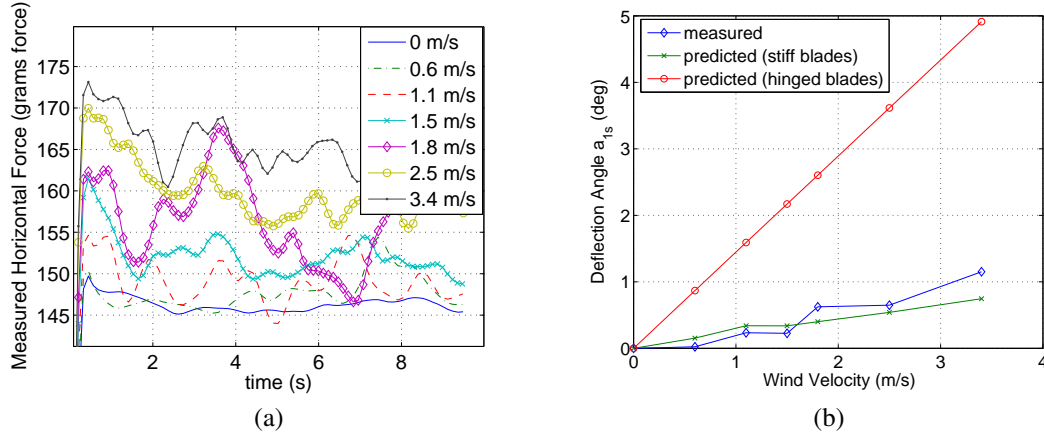 Measured Horizontal Force (grams force)
175
170
165
160
155
150
145
2
4
6
8
time (s)
0 m/s
0.6 m/s
1.1 m/s
1.5 m/s
1.8 m/s
2.5 m/s
3.4 m/s
(a)
Deflection Angle a1s (deg)
5
4
3
2
1
0
0
1
2
3
4
Wind Velocity (m/s)
measured
predicted (stiff blades)
predicted (hinged blades)
(b)